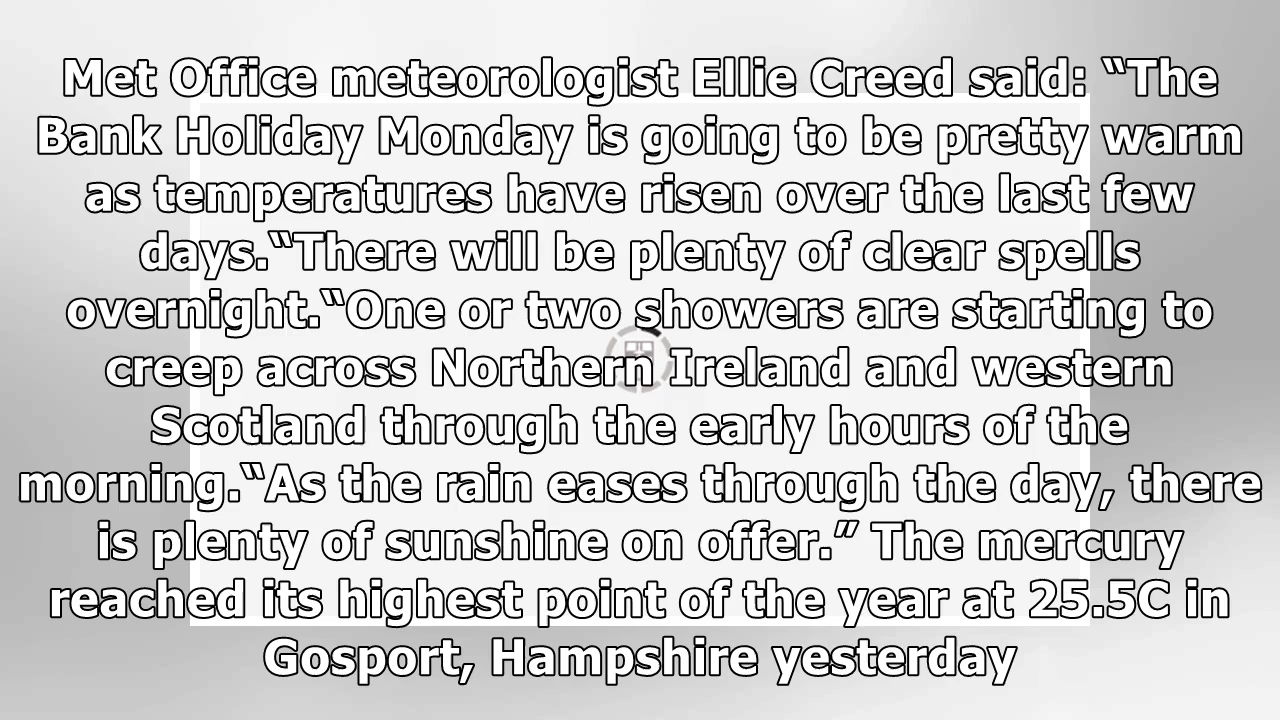 Met Office meteorologist Ellie Creed said: “The
Bank Holiday Monday is going to be pretty warm
as temperatures have risen over the last few
days.“There will be plenty of clear spells
overnight.“One or two showers are starting to
creep across Northern Ireland and western
Scotland through the early hours of the
morning.“As the rain eases through the day, there
is plenty of sunshine on offer.” The mercury
reached its highest point of the year at 25.5C in
Gosport, Hampshire yesterday